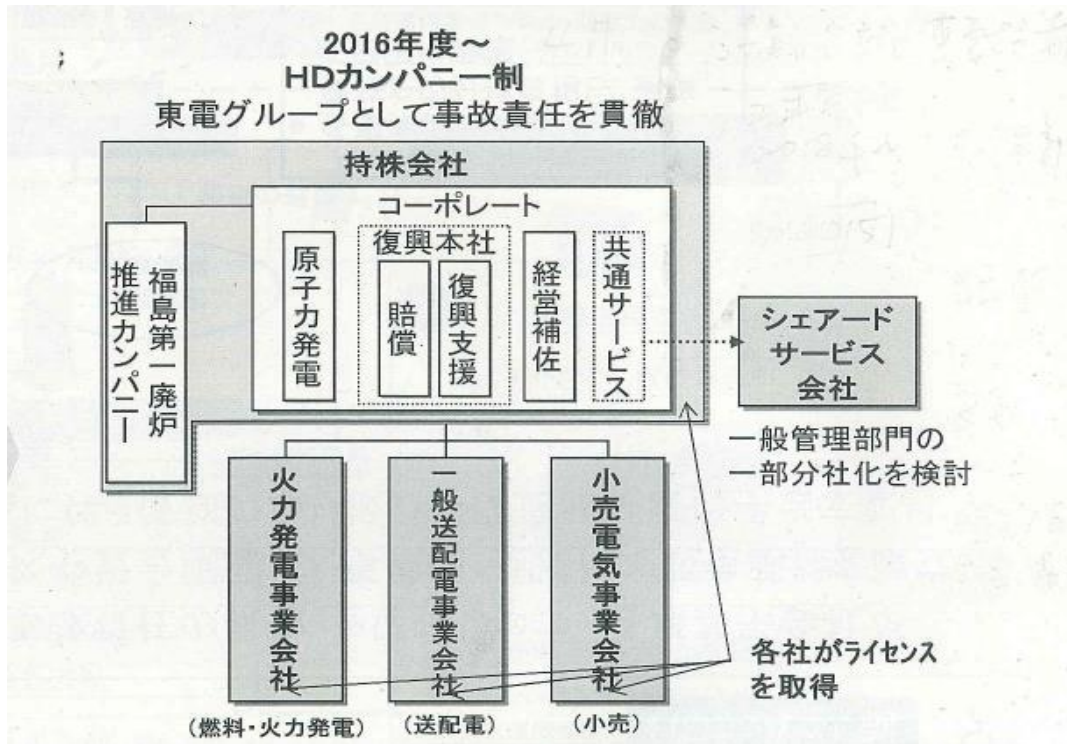 2016年度~
HDカンパニー制
東電グループとして事故責任を貫徹
持株会社
コーポレート
福島第一廃炉
推進カンパニー
原子力発電
復興本社
賠償
復興支援
経営補佐
共通サービス
シェアード
サービス
会社
一般管理部門の
一部分社化を検討
火力発電事業会社
一般送配電事業会社
小売電気事業会社
各社がライセンス
を取得
(燃料・火力発電)
(送配電)
(小売)